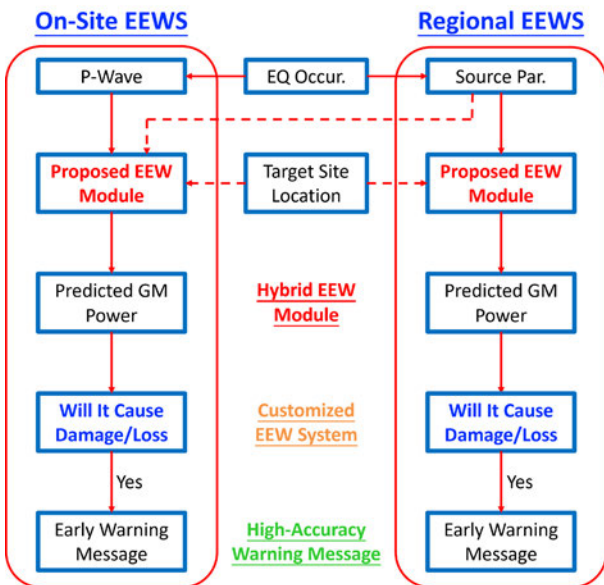 On-Site EEWS
Regional EEWS
P-Wave
EQ Occur.
Source Par.
Proposed EEW
Module
Target Site
Location
Proposed EEW
Module
Predicted GM
Power
Hybrid EEW
Module
Predicted GM
Power
Will It Cause
Damage/Loss
Customized
EEW System
Will It Cause
Damage/Loss
Yes
Yes
Early Warning
Message
High-Accuracy
Warning Message
Early Warning
Message